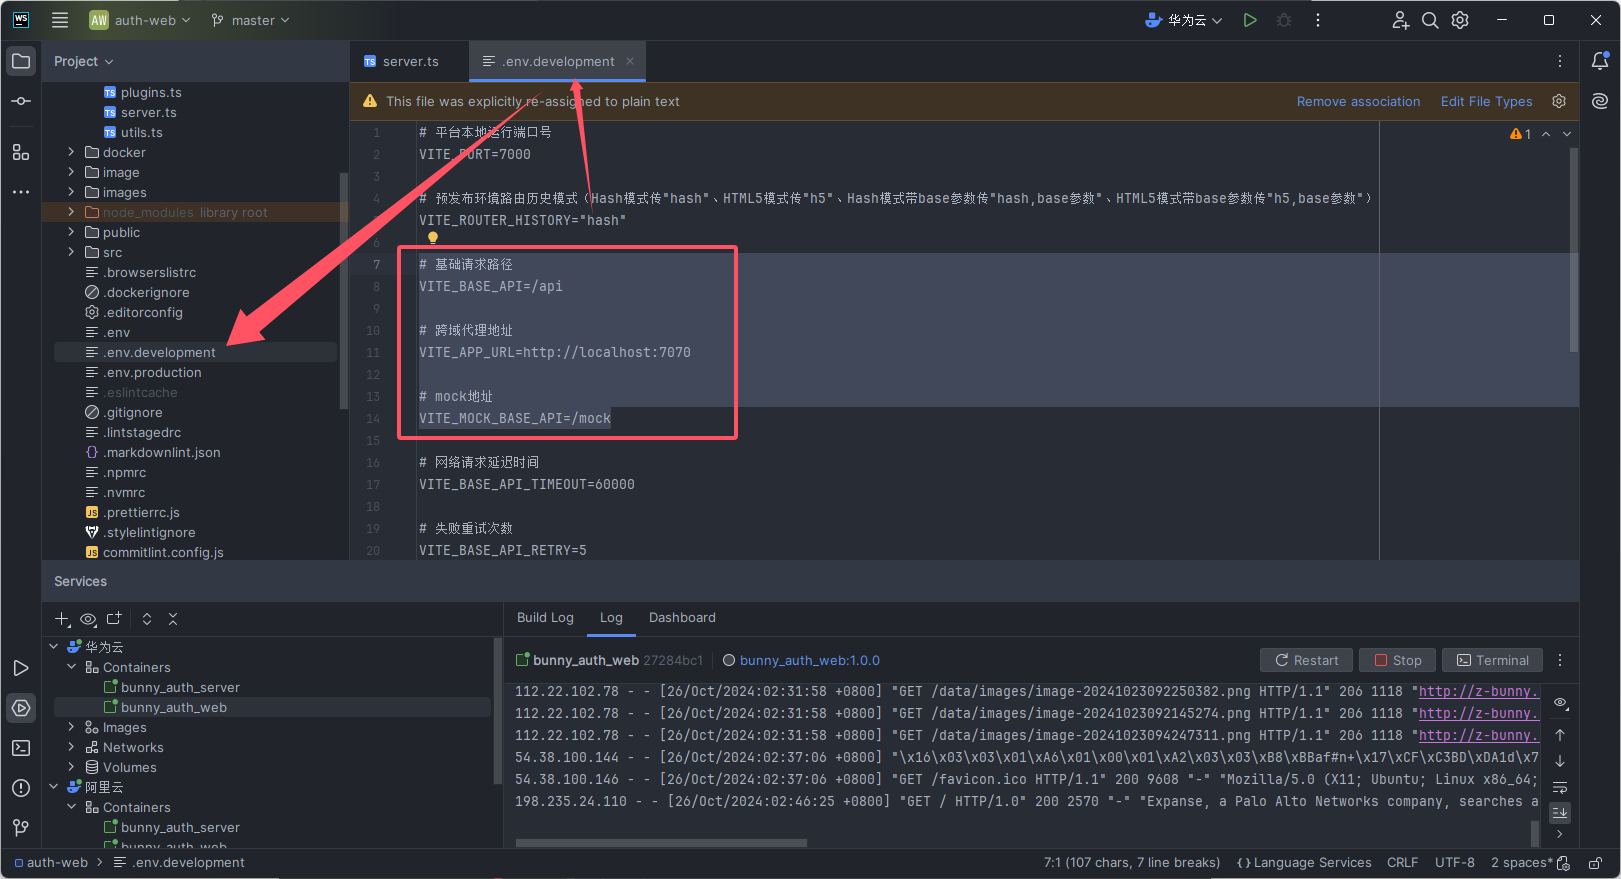 WS
AW auth-web
master
华为云
Project
server.ts
.env.development
TS plugins.ts
TS server.ts
TS utils.ts
docker
image
images
node_modules library root
public
src
.browserslistrc
.dockerignore
.editorconfig
.env
.env.development
.env.production
.eslintcache
.gitignore
.lintstagedrc
.markdownlint.json
.npmrc
.nvmrc
JS .prettierrc.js
.stylelintignore
JS commitlint.config.js
This file was explicitly re-assigned to plain text
Remove association
Edit File Types
1
1 # 平台本地运行端口号
2 VITE_PORT=7000
3
4 # 预发布环境路由历史模式（Hash模式传"hash"、HTML5模式传"h5"、Hash模式带base参数传"hash,base参数"、HTML5模式带base参数传"h5,base参数"）
VITE_ROUTER_HISTORY="hash"
6
7 # 基础请求路径
8 VITE_BASE_API=/api
9
10 # 跨域代理地址
11 VITE_APP_URL=http://localhost:7070
12
13 # mock地址
14 VITE_MOCK_BASE_API=/mock
15
16 # 网络请求延迟时间
17 VITE_BASE_API_TIMEOUT=60000
18
19 # 失败重试次数
20 VITE_BASE_API_RETRY=5
Services
华为云
Containers
bunny_auth_server
bunny_auth_web
Images
Networks
Volumes
阿里云
Containers
bunny_auth_server
bunny_auth_web
Build Log
Log
Dashboard
bunny_auth_web 27284bc1
bunny_auth_web:1.0.0
Restart
Stop
Terminal
112.22.102.78 - - [26/Oct/2024:02:31:58 +0800] "GET /data/images/image-20241023092250382.png HTTP/1.1" 206 1118 "http://z-bunny.
112.22.102.78 - - [26/Oct/2024:02:31:58 +0800] "GET /data/images/image-20241023092145274.png HTTP/1.1" 206 1118 "http://z-bunny.
112.22.102.78 - - [26/Oct/2024:02:31:58 +0800] "GET /data/images/image-20241023094247311.png HTTP/1.1" 206 1118 "http://z-bunny.
54.38.100.144 - - [26/Oct/2024:02:37:06 +0800] "\x16\x03\x03\x01\xA6\x01\x00\x01\xA2\x03\x03\xB8\xBBaf#n+\x17\xCF\xC3BD\xDA1d\x7
54.38.100.146 - - [26/Oct/2024:02:37:06 +0800] "GET /favicon.ico HTTP/1.1" 200 9608 "-" "Mozilla/5.0 (X11; Ubuntu; Linux x86_64;
198.235.24.110 - - [26/Oct/2024:02:46:25 +0800] "GET / HTTP/1.0" 200 2570 "-" "Expanse, a Palo Alto Networks company, searches a
auth-web
.env.development
7:1 (107 chars, 7 line breaks)
{} Language Services
CRLF
UTF-8
2 spaces*